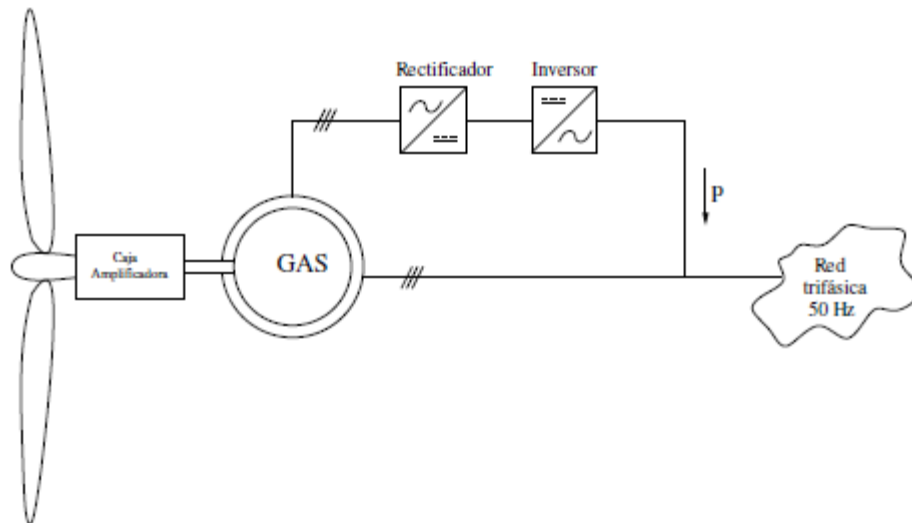 Rectificador
Inversor
P
Caja
Amplificadora
GAS
Red
trifásica
50 Hz